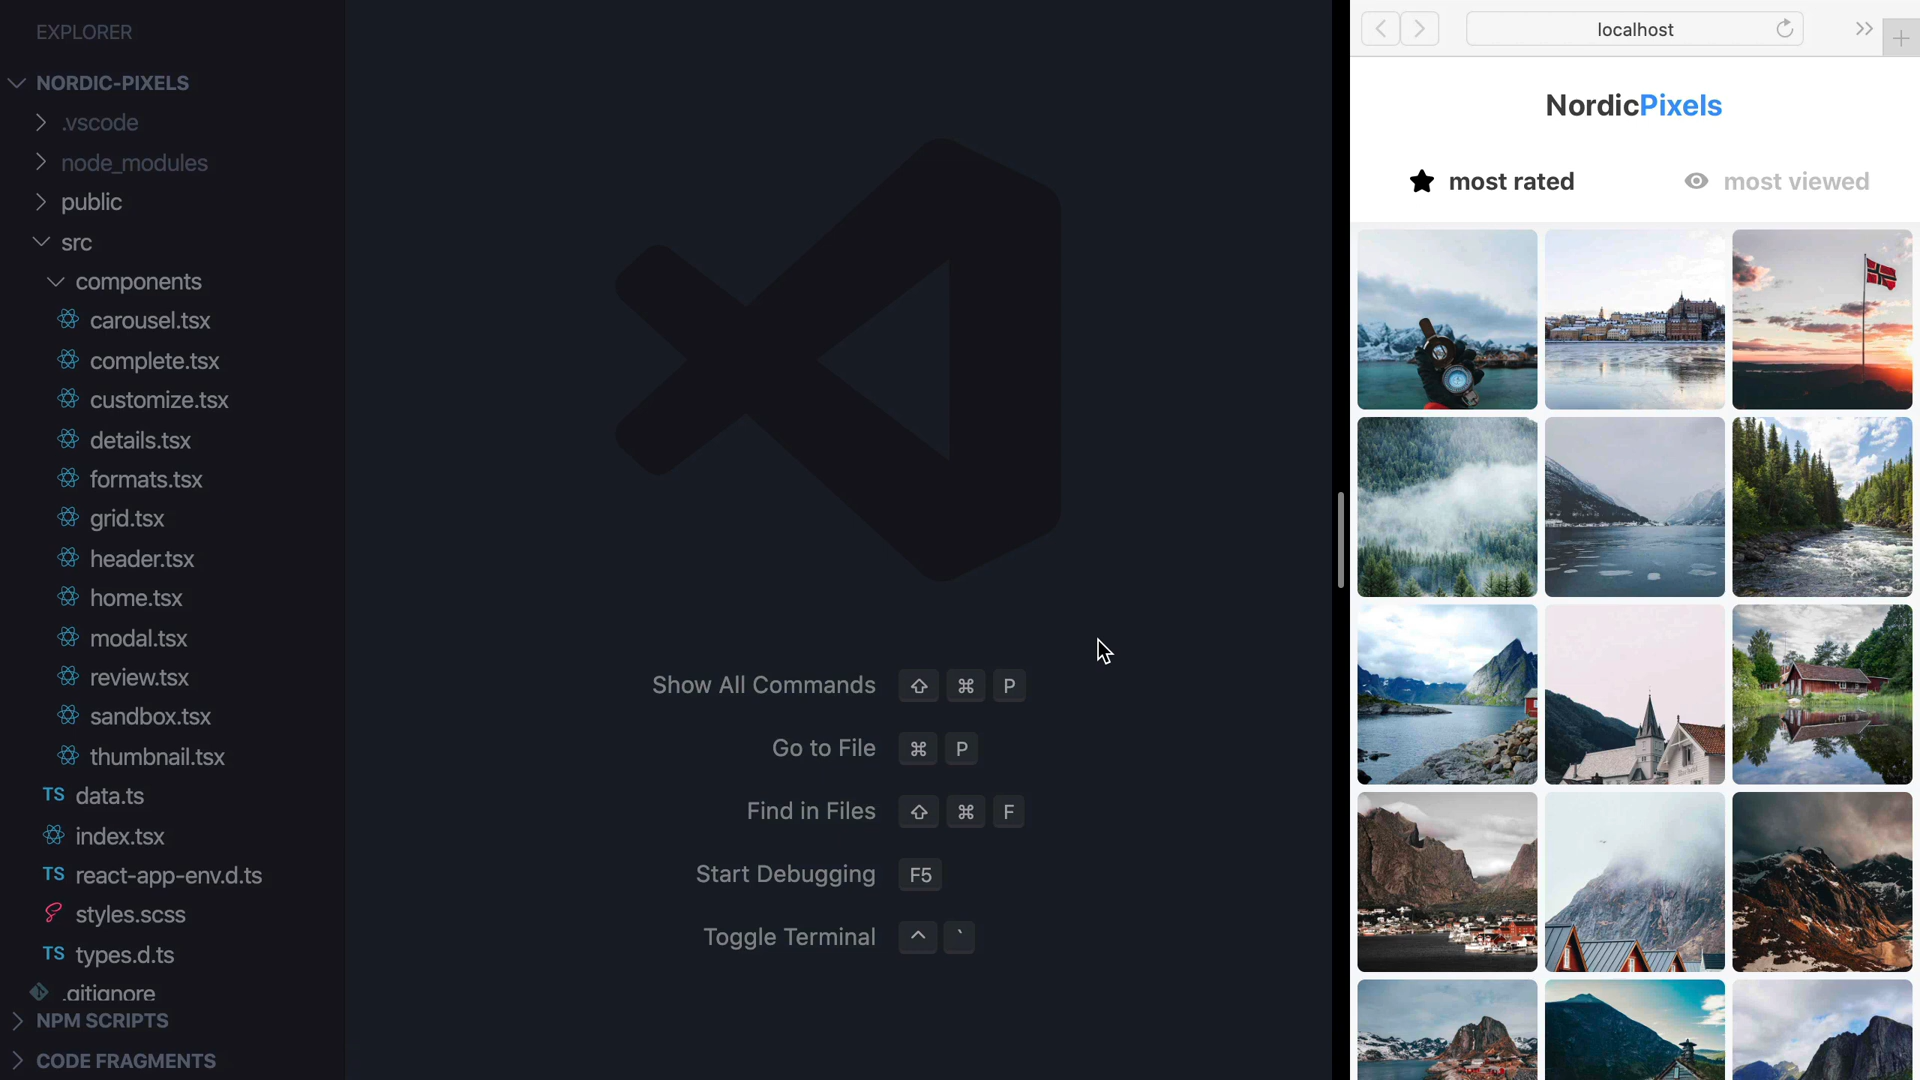 EXPLORER
NORDIC-PIXELS
.vscode
node_modules
public
src
components
carousel.tsx
complete.tsx
customize.tsx
details.tsx
formats.tsx
grid.tsx
header.tsx
home.tsx
modal.tsx
review.tsx
sandbox.tsx
thumbnail.tsx
TS data.ts
index.tsx
TS react-app-env.d.ts
styles.scss
TS types.d.ts
.gitignore
NPM SCRIPTS
CODE FRAGMENTS
Show All Commands ⇧ ⌘ P
Go to File ⌘ P
Find in Files ⇧ ⌘ F
Start Debugging F5
Toggle Terminal ^ `
localhost
NordicPixels
most rated
most viewed